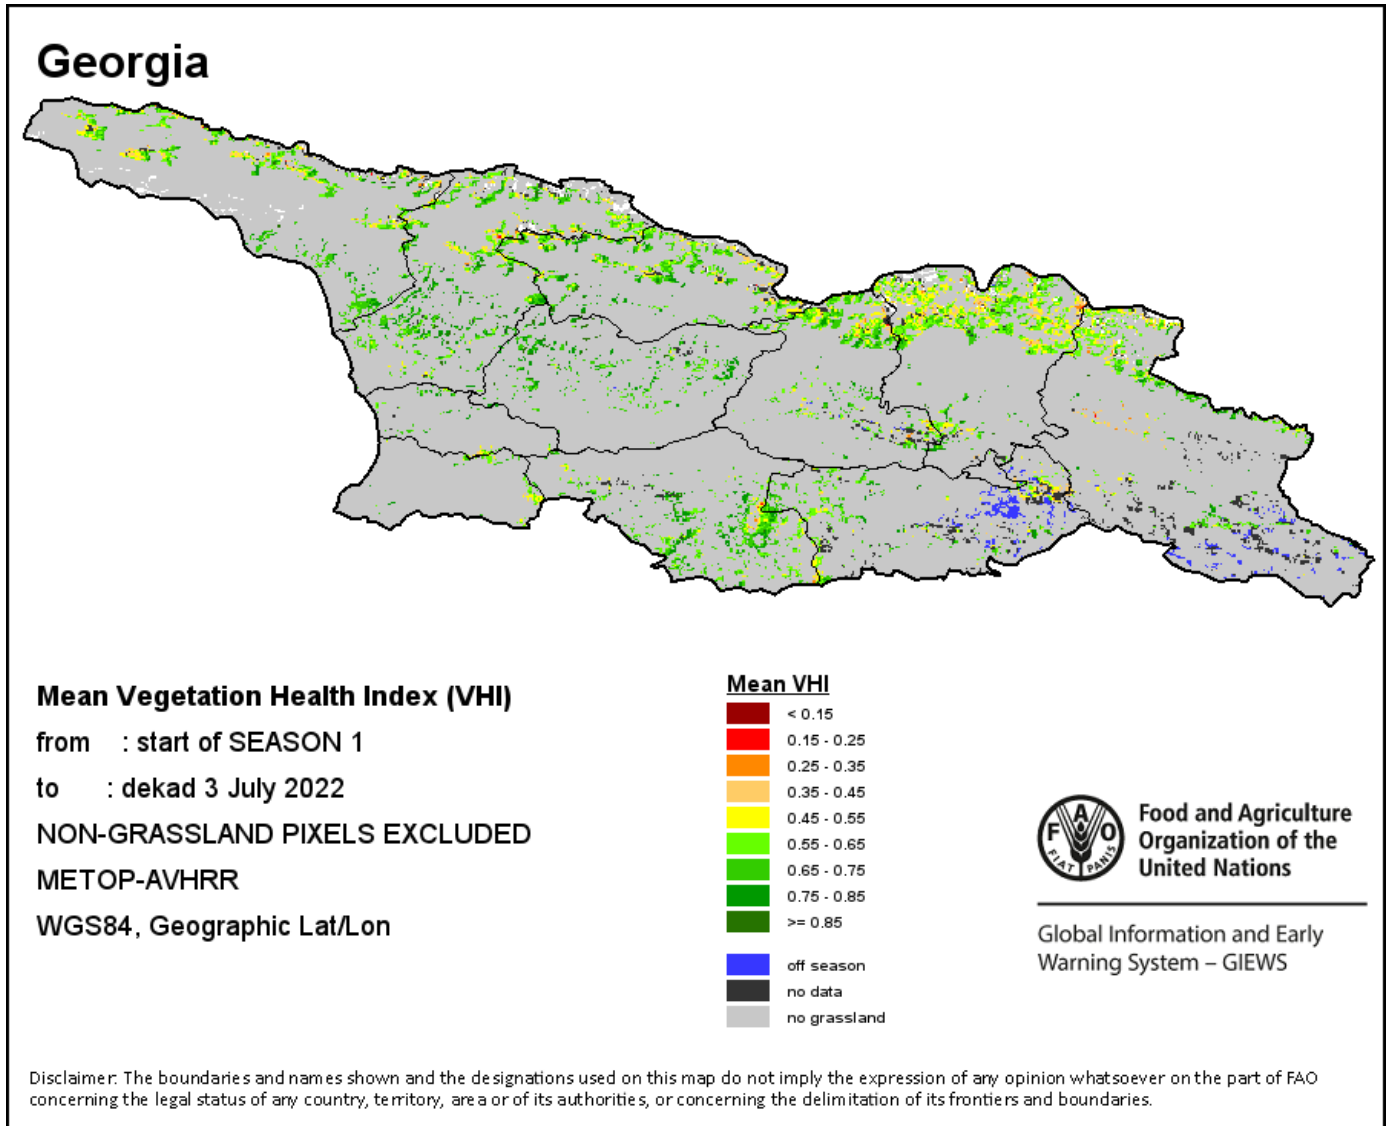 Georgia
Mean Vegetation Health Index (VHI)
from : start of SEASON 1
to : dekad 3 July 2022
NON-GRASSLAND PIXELS EXCLUDED
METOP-AVHRR
WGS84, Geographic Lat/Lon
Mean VHI
< 0.15
0.15 - 0.25
0.25 - 0.35
0.35 - 0.45
0.45 - 0.55
0.55 - 0.65
0.65 - 0.75
0.75 - 0.85
>= 0.85
off season
no data
no grassland
F A O
FIAT PANIS
Food and Agriculture
Organization of the
United Nations
Global Information and Early
Warning System – GIEWS
Disclaimer: The boundaries and names shown and the designations used on this map do not imply the expression of any opinion whatsoever on the part of FAO
concerning the legal status of any country, territory, area or of its authorities, or concerning the delimitation of its frontiers and boundaries.